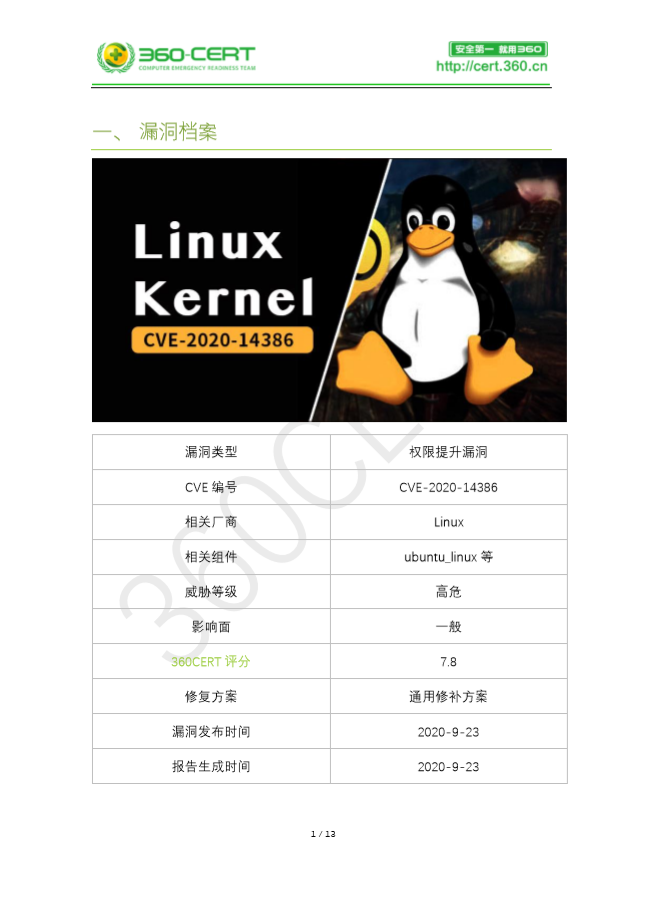 360-CERT
COMPUTER EMERGENCY READINESS TEAM
安全第一 就用360
http://cert.360.cn
一、 漏洞档案
Linux
Kernel
CVE-2020-14386
漏洞类型 权限提升漏洞
CVE 编号 CVE-2020-14386
相关厂商 Linux
相关组件 ubuntu_linux 等
威胁等级 高危
影响面 一般
360CERT 评分 7.8
修复方案 通用修补方案
漏洞发布时间 2020-9-23
报告生成时间 2020-9-23
1 / 13